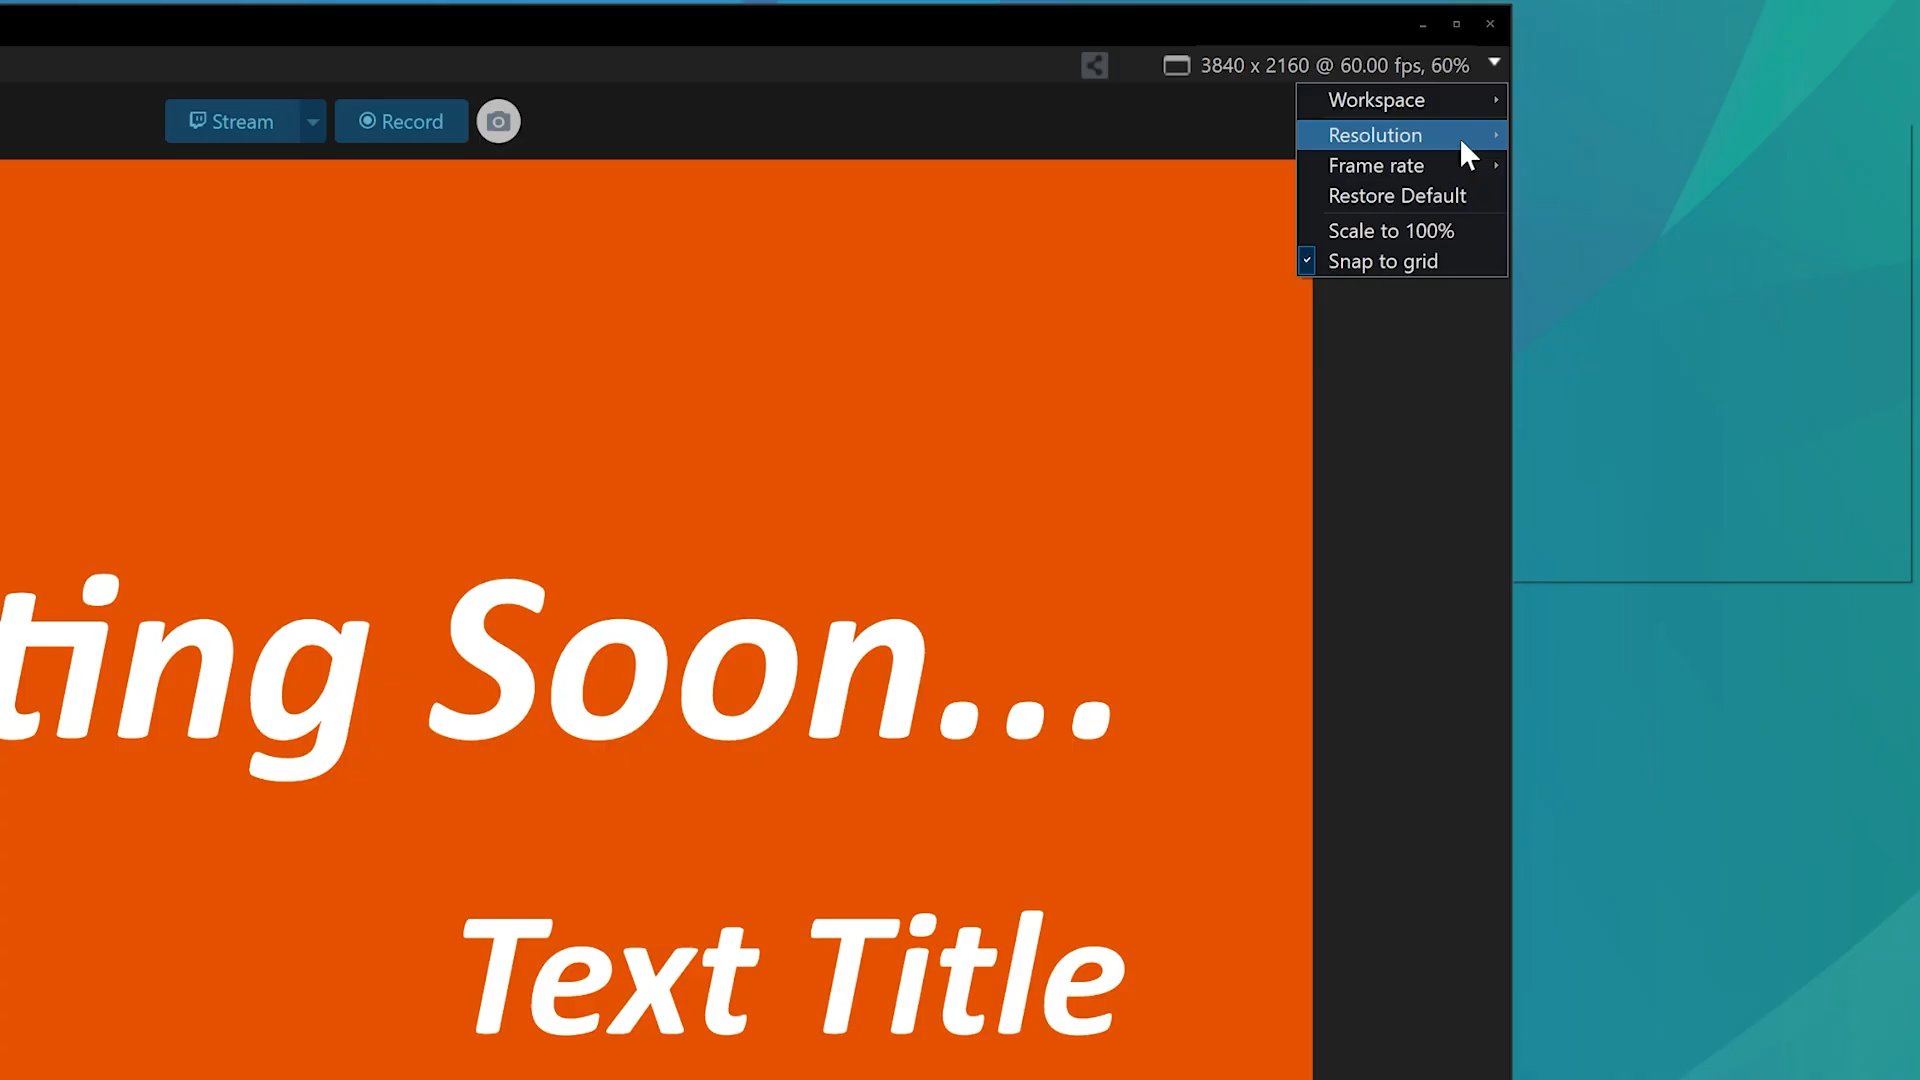 3840 x 2160 @ 60.00 fps, 60%
Stream
Record
Workspace
Resolution
Frame rate
Restore Default
Scale to 100%
Snap to grid
ting Soon...
Text Title